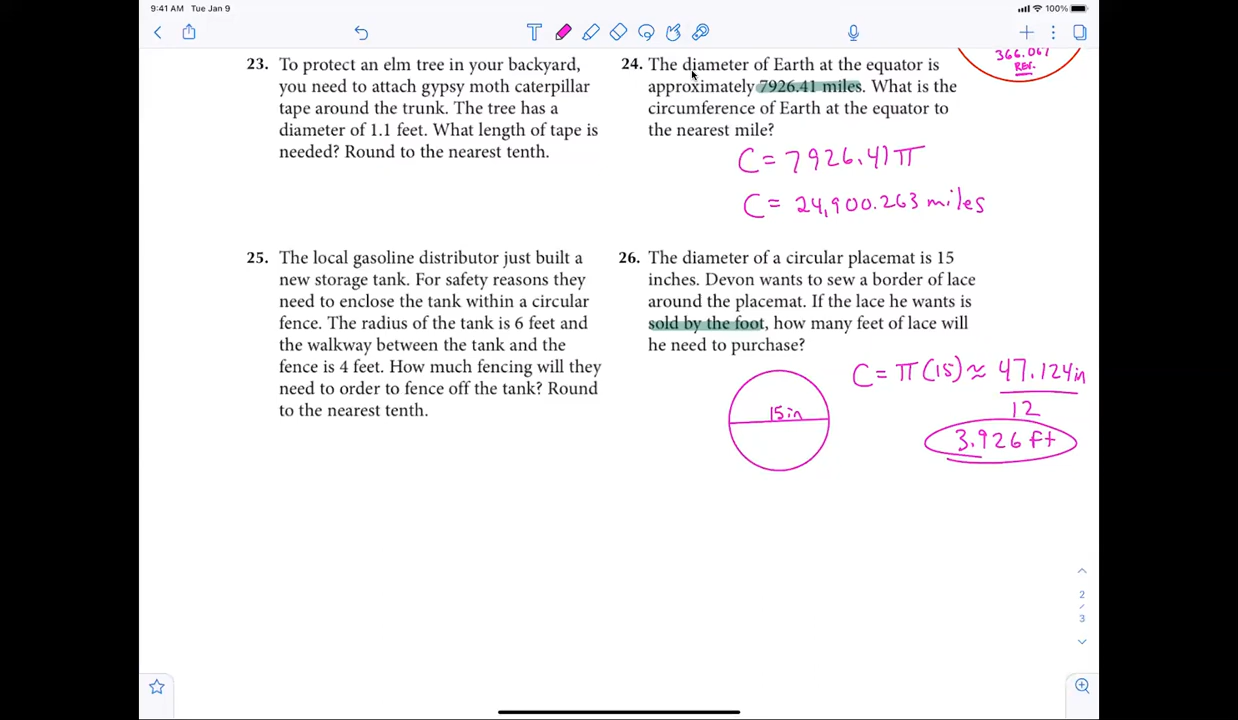 9:41 AM Tue Jan 9
100%
366.067
REV.
23. To protect an elm tree in your backyard,
you need to attach gypsy moth caterpillar
tape around the trunk. The tree has a
diameter of 1.1 feet. What length of tape is
needed? Round to the nearest tenth.
24. The diameter of Earth at the equator is
approximately 7926.41 miles. What is the
circumference of Earth at the equator to
the nearest mile?
C = 7926.41π
C = 24,900.263 miles
25. The local gasoline distributor just built a
new storage tank. For safety reasons they
need to enclose the tank within a circular
fence. The radius of the tank is 6 feet and
the walkway between the tank and the
fence is 4 feet. How much fencing will they
need to order to fence off the tank? Round
to the nearest tenth.
26. The diameter of a circular placemat is 15
inches. Devon wants to sew a border of lace
around the placemat. If the lace he wants is
sold by the foot, how many feet of lace will
he need to purchase?
C = π(15) ≈ 47.124in
12
15in
3.926 Ft
2
/
3